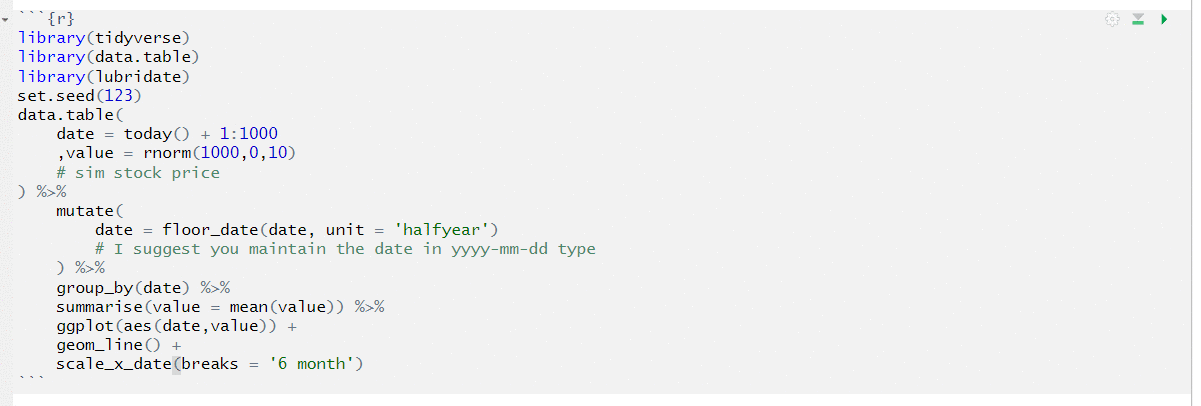 ```{r}
library(tidyverse)
library(data.table)
library(lubridate)
set.seed(123)
data.table(
    date = today() + 1:1000
    ,value = rnorm(1000,0,10)
    # sim stock price
) %>%
    mutate(
        date = floor_date(date, unit = 'halfyear')
        # I suggest you maintain the date in yyyy-mm-dd type
    ) %>%
    group_by(date) %>%
    summarise(value = mean(value)) %>%
    ggplot(aes(date,value)) +
    geom_line() +
    scale_x_date(breaks = '6 month')
```